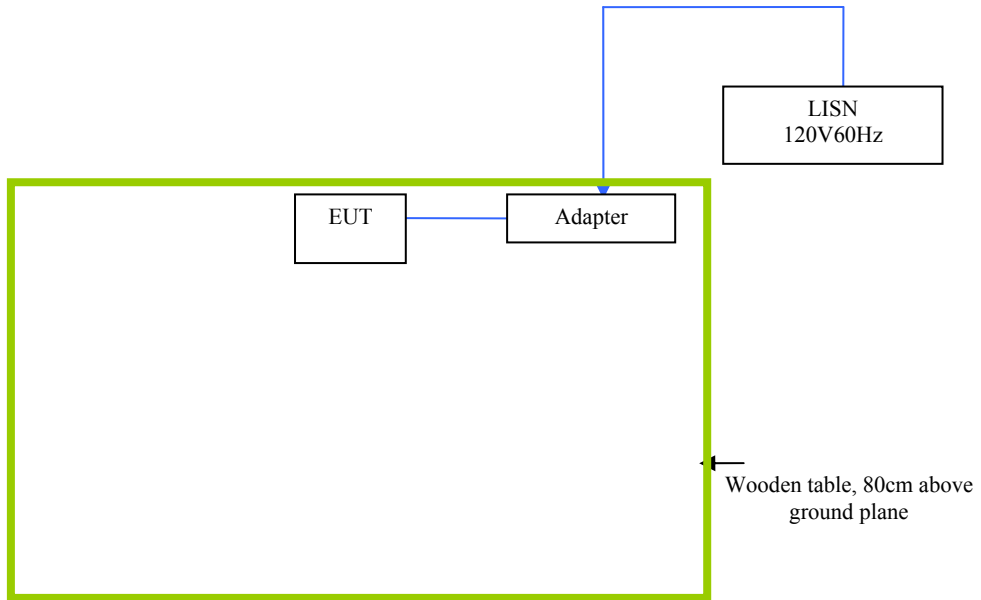 LISN
120V60Hz
EUT
Adapter
Wooden table, 80cm above
ground plane